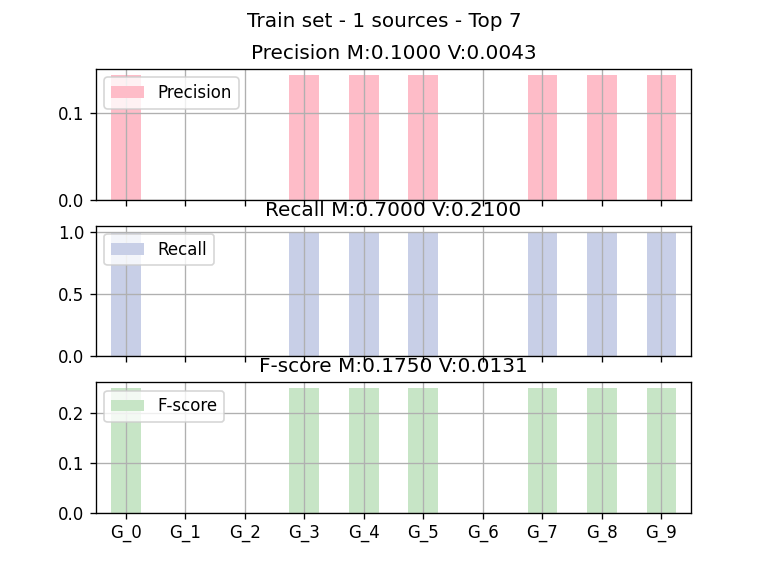 Train set - 1 sources - Top 7
Precision M:0.1000 V:0.0043
Precision
0.1
0.0
Recall M:0.7000 V:0.2100
Recall
1.0
0.5
0.0
F-score M:0.1750 V:0.0131
F-score
0.2
0.1
0.0
G_0 G_1 G_2 G_3 G_4 G_5 G_6 G_7 G_8 G_9